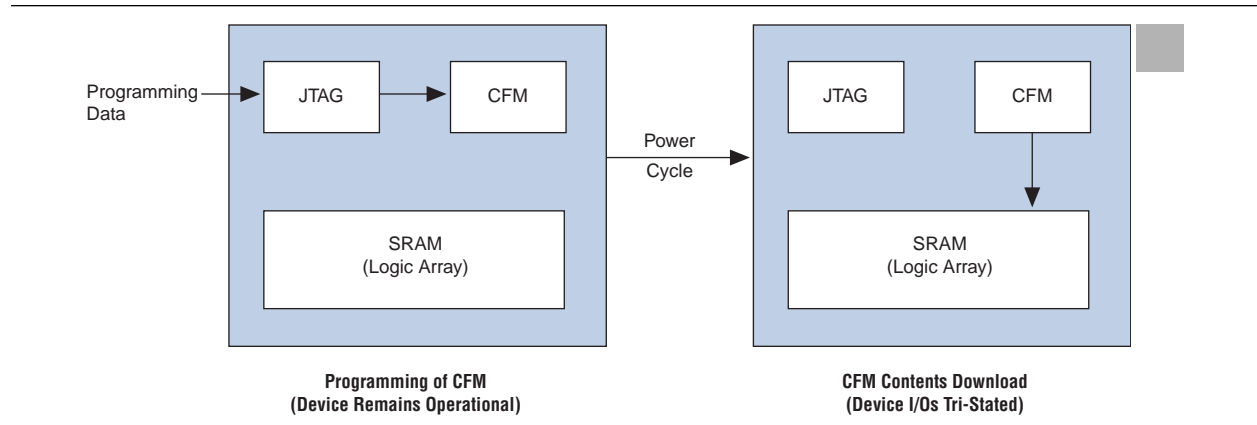 Programming
Data
JTAG
CFM
SRAM
(Logic Array)
Programming of CFM
(Device Remains Operational)
Power
Cycle
JTAG
CFM
SRAM
(Logic Array)
CFM Contents Download
(Device I/Os Tri-Stated)